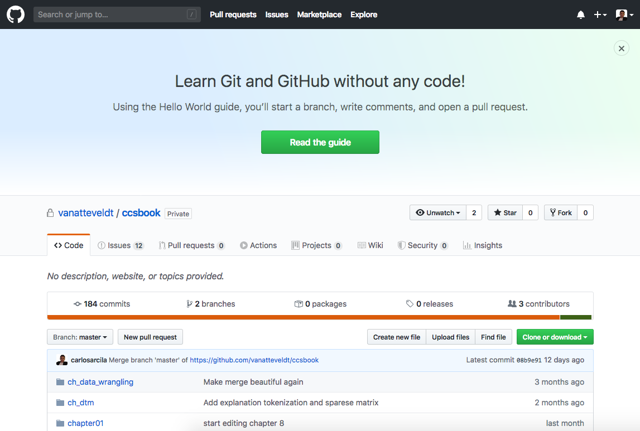 Search or jump to... / Pull requests Issues Marketplace Explore
Learn Git and GitHub without any code!
Using the Hello World guide, you'll start a branch, write comments, and open a pull request.
Read the guide
vanatteveldt / ccsbook Private Unwatch 2 Star 0 Fork 0
Code Issues 12 Pull requests 0 Actions Projects 0 Wiki Security 0 Insights
No description, website, or topics provided.
184 commits 2 branches 0 packages 0 releases 3 contributors
Branch: master New pull request Create new file Upload files Find file Clone or download
carlosarcila Merge branch 'master' of https://github.com/vanatteveldt/ccsbook Latest commit 08b9e91 12 days ago
ch_data_wrangling Make merge beautiful again 3 months ago
ch_dtm Add explanation tokenization and sparese matrix 2 months ago
chapter01 start editing chapter 8 last month